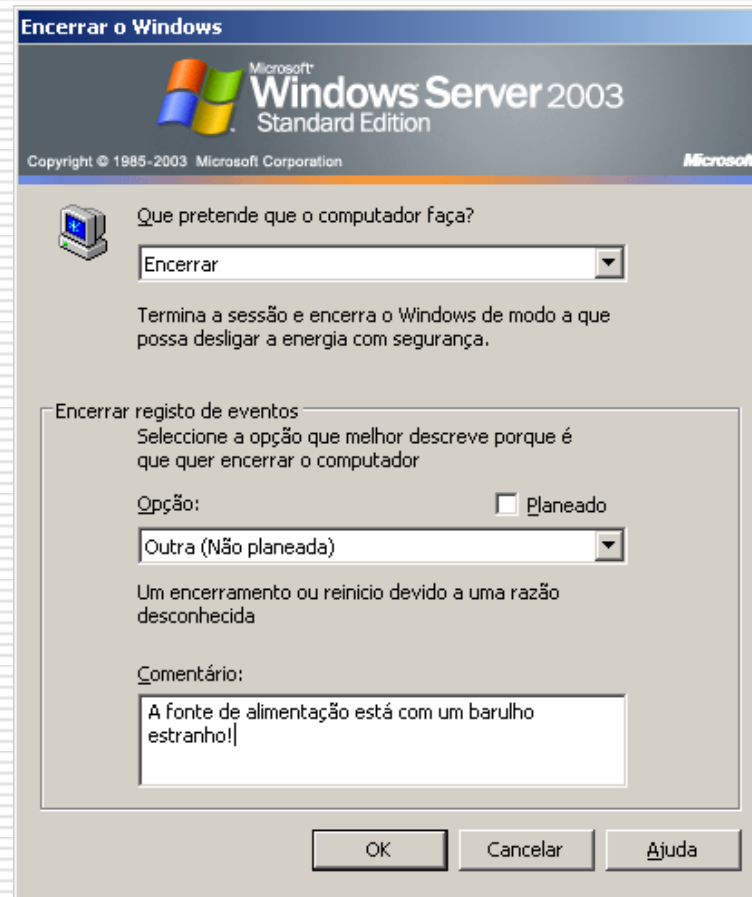 Encerrar o Windows
Microsoft
Windows Server 2003
Standard Edition
Copyright © 1985-2003 Microsoft Corporation
Microsoft
Que pretende que o computador faça?
Encerrar
Termina a sessão e encerra o Windows de modo a que
possa desligar a energia com segurança.
Encerrar registo de eventos
Seleccione a opção que melhor descreve porque é
que quer encerrar o computador
Opção:
Planeado
Outra (Não planeada)
Um encerramento ou reinicio devido a uma razão
desconhecida
Comentário:
A fonte de alimentação está com um barulho
estranho!
OK
Cancelar
Ajuda